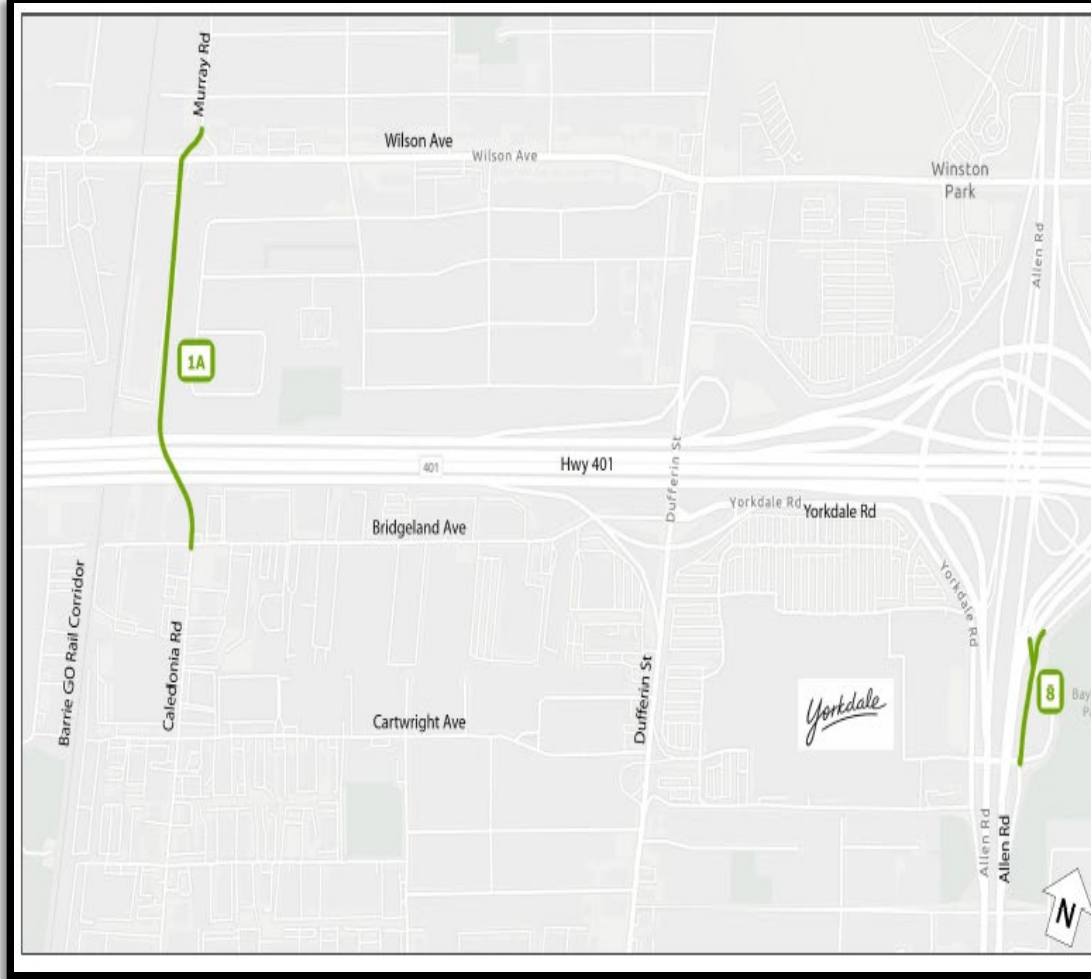 Murray Rd
Wilson Ave
Wilson Ave
Winston
Park
Allen Rd
1A
401
Hwy 401
Dufferin St
Yorkdale Rd
Yorkdale Rd
Bridgeland Ave
Yorkdale Rd
Barrie GO Rail Corridor
Caledonia Rd
Dufferin St
Yorkdale
8
Bay
Cartwright Ave
Allen Rd
Allen Rd
N